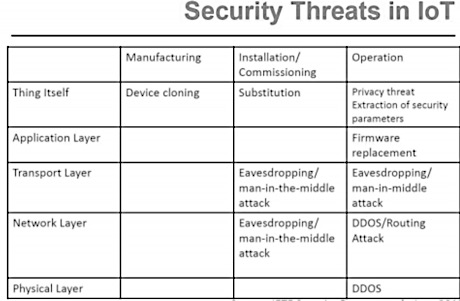 Security Threats in IoT
Manufacturing
Installation/
Commissioning
Operation
Thing Itself
Device cloning
Substitution
Privacy threat
Extraction of security
parameters
Application Layer
Firmware
replacement
Transport Layer
Eavesdropping/
man-in-the-middle
attack
Eavesdropping/
man-in-middle
attack
Network Layer
Eavesdropping/
man-in-the-middle
attack
DDOS/Routing
Attack
Physical Layer
DDOS